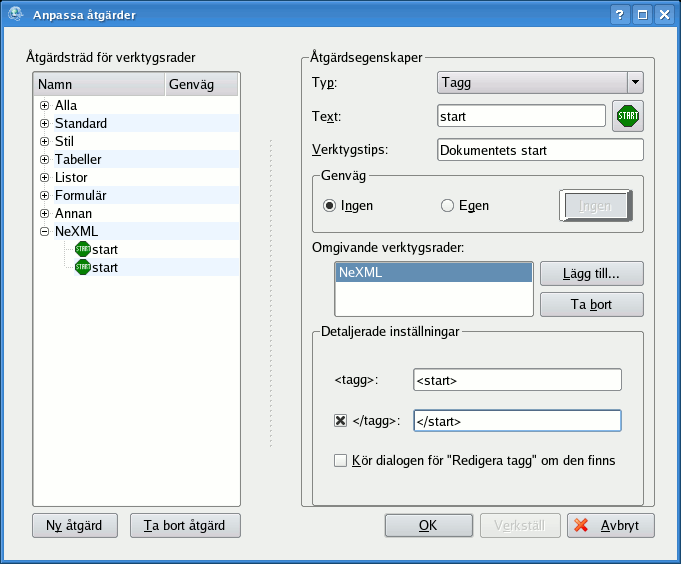 Anpassa åtgärder
Åtgärdsträd för verktygsrader
Namn Genväg
Alla
Standard
Stil
Tabeller
Listor
Formulär
Annan
NeXML
START start
START start
Ny åtgärd Ta bort åtgärd
Åtgärdsegenskaper
Typ: Tagg
Text: start START
Verktygstips: Dokumentets start
Genväg
Ingen Egen Ingen
Omgivande verktygsrader:
NeXML Lägg till...
Ta bort
Detaljerade inställningar
<tagg>: <start>
</tagg>: </start>
Kör dialogen för "Redigera tagg" om den finns
OK Verkställ Avbryt